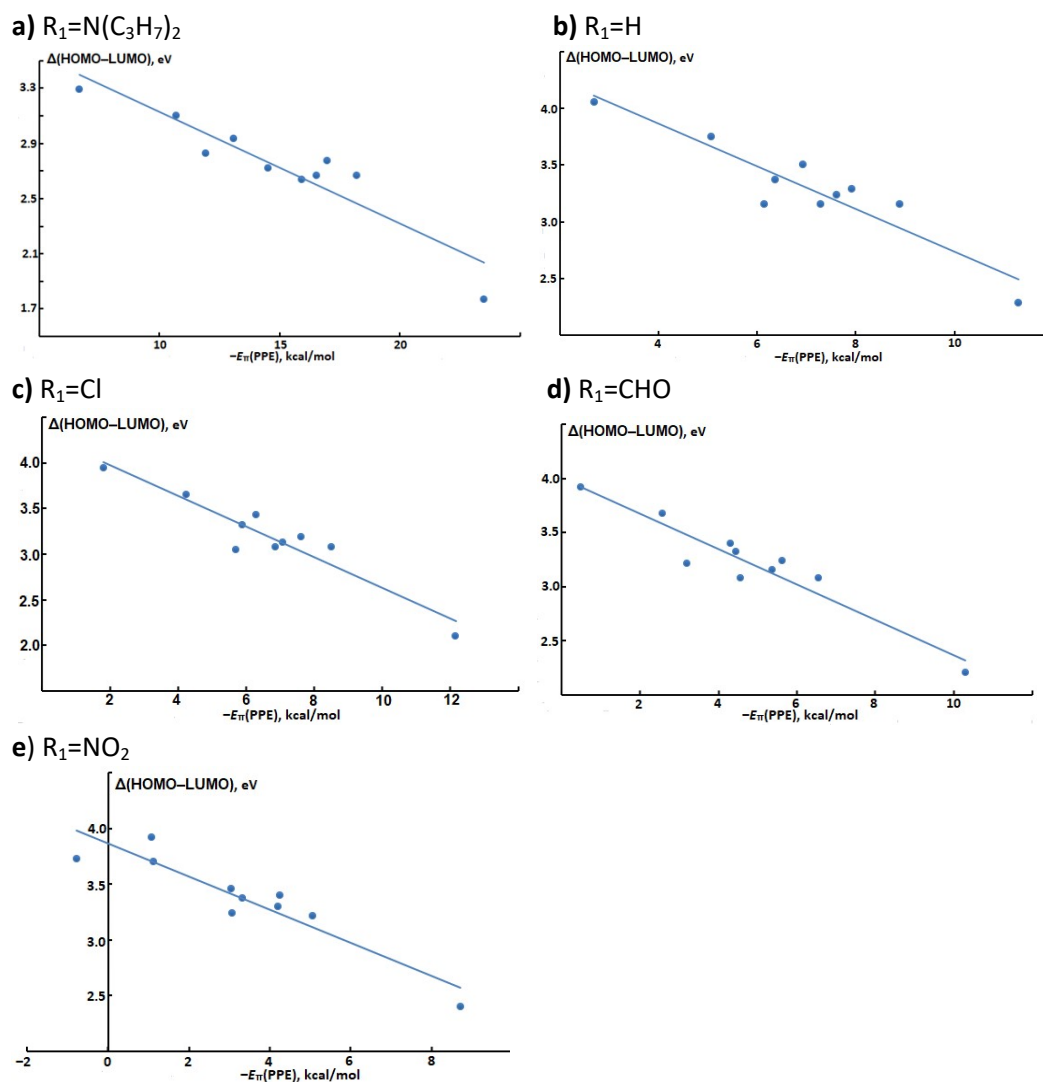 a) R₁=N(C₃H₇)₂
Δ(HOMO–LUMO), eV
3.3
2.9
2.5
2.1
1.7
10 15 20
−Eπ(PPE), kcal/mol
b) R₁=H
Δ(HOMO–LUMO), eV
4.0
3.5
3.0
2.5
4 6 8 10
−Eπ(PPE), kcal/mol
c) R₁=Cl
Δ(HOMO–LUMO), eV
4.0
3.5
3.0
2.5
2.0
2 4 6 8 10 12
−Eπ(PPE), kcal/mol
d) R₁=CHO
Δ(HOMO–LUMO), eV
4.0
3.5
3.0
2.5
2 4 6 8 10
−Eπ(PPE), kcal/mol
e) R₁=NO₂
Δ(HOMO–LUMO), eV
4.0
3.5
3.0
2.5
−2 0 2 4 6 8
−Eπ(PPE), kcal/mol